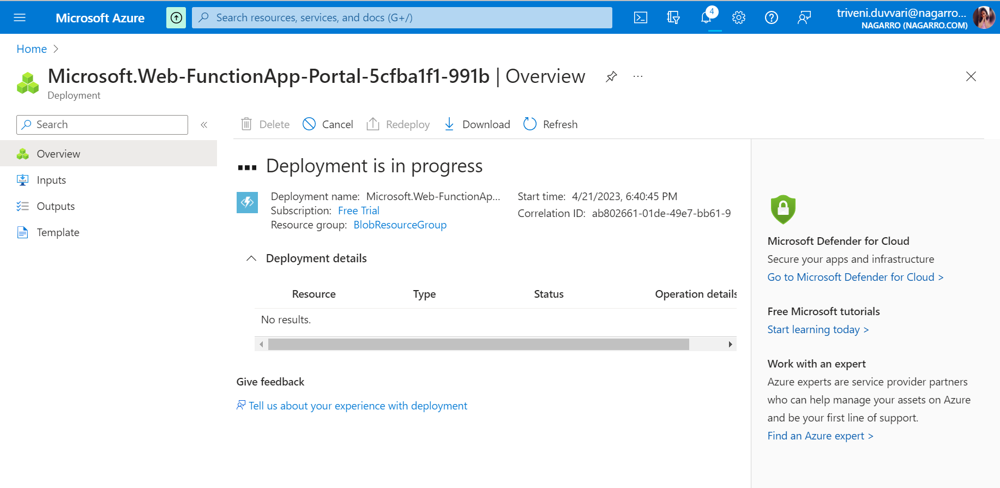 Microsoft Azure
Search resources, services, and docs (G+/)
4
triveni.duvvari@nagarro...
NAGARRO (NAGARRO.COM)
Home
Microsoft.Web-FunctionApp-Portal-5cfba1f1-991b | Overview
...
Deployment
Search
«
Delete
Cancel
Redeploy
Download
Refresh
Overview
Inputs
Outputs
Template
Deployment is in progress
Deployment name: Microsoft.Web-FunctionAp...
Subscription: Free Trial
Resource group: BlobResourceGroup
Start time: 4/21/2023, 6:40:45 PM
Correlation ID: ab802661-01de-49e7-bb61-9
Deployment details
Resource Type Status Operation details
No results.
Give feedback
Tell us about your experience with deployment
Microsoft Defender for Cloud
Secure your apps and infrastructure
Go to Microsoft Defender for Cloud >
Free Microsoft tutorials
Start learning today >
Work with an expert
Azure experts are service provider partners
who can help manage your assets on Azure
and be your first line of support.
Find an Azure expert >